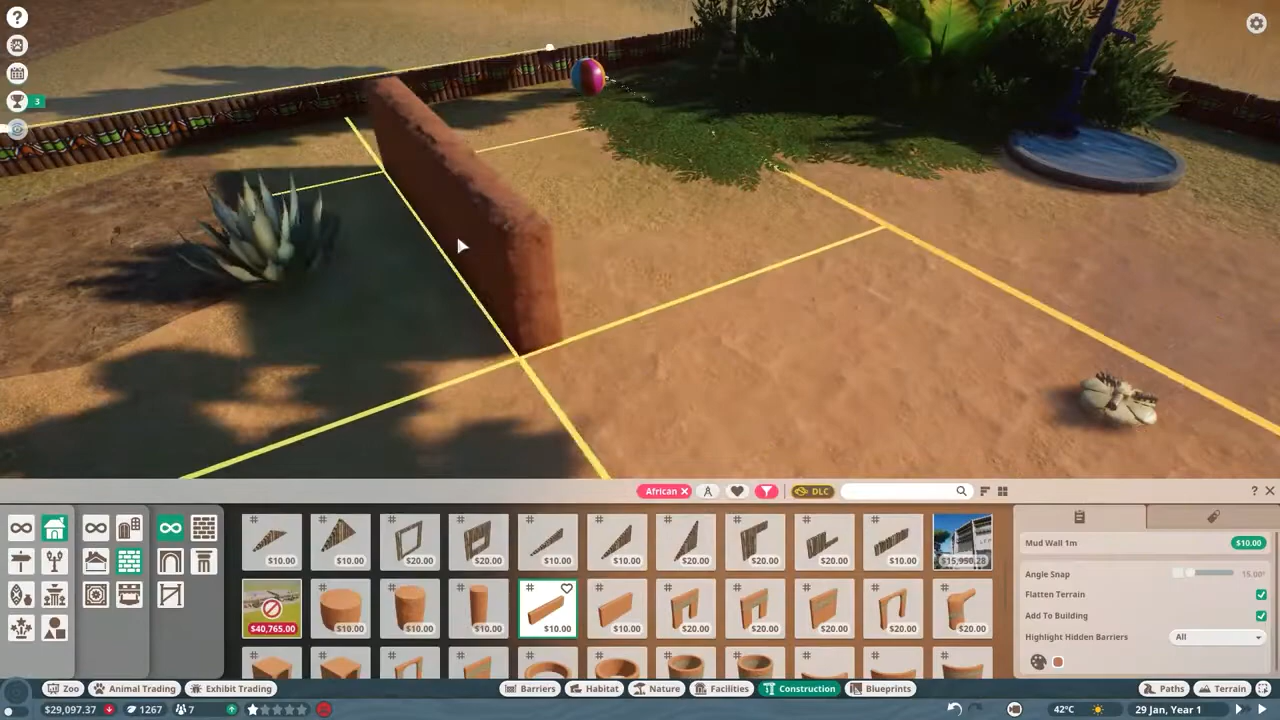 ?
3
African ×
DLC
? ×
$10.00 $10.00 $20.00 $20.00 $10.00 $10.00 $20.00 $20.00 $20.00 $10.00 $15,950.28
$40,765.00 $10.00 $10.00 $10.00 $10.00 $10.00 $20.00 $20.00 $20.00 $20.00 $20.00
Mud Wall 1m $10.00
Angle Snap 15.00°
Flatten Terrain
Add To Building
Highlight Hidden Barriers All
Zoo Animal Trading Exhibit Trading Barriers Habitat Nature Facilities Construction Blueprints Paths Terrain
$29,097.37 1267 7 42°C 29 Jan, Year 1